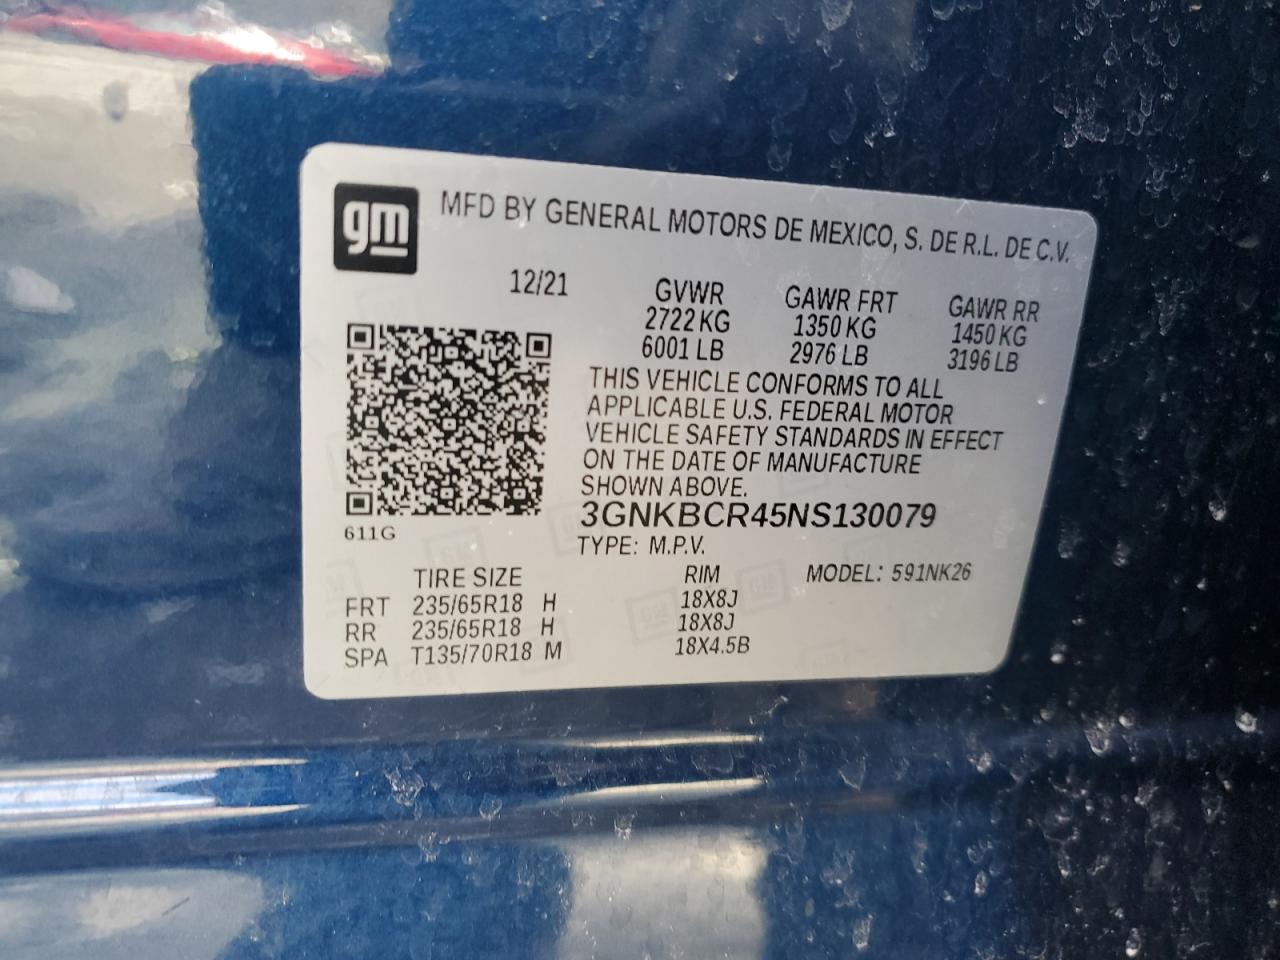 gm MFD BY GENERAL MOTORS DE MEXICO, S. DE R.L. DE C.V.
12/21 GVWR GAWR FRT GAWR RR
2722 KG 1350 KG 1450 KG
6001 LB 2976 LB 3196 LB
THIS VEHICLE CONFORMS TO ALL
APPLICABLE U.S. FEDERAL MOTOR
VEHICLE SAFETY STANDARDS IN EFFECT
ON THE DATE OF MANUFACTURE
SHOWN ABOVE.
3GNKBCR45NS130079
611G
TYPE: M.P.V.
TIRE SIZE RIM MODEL: 591NK26
FRT 235/65R18 H 18X8J
RR 235/65R18 H 18X8J
SPA T135/70R18 M 18X4.5B